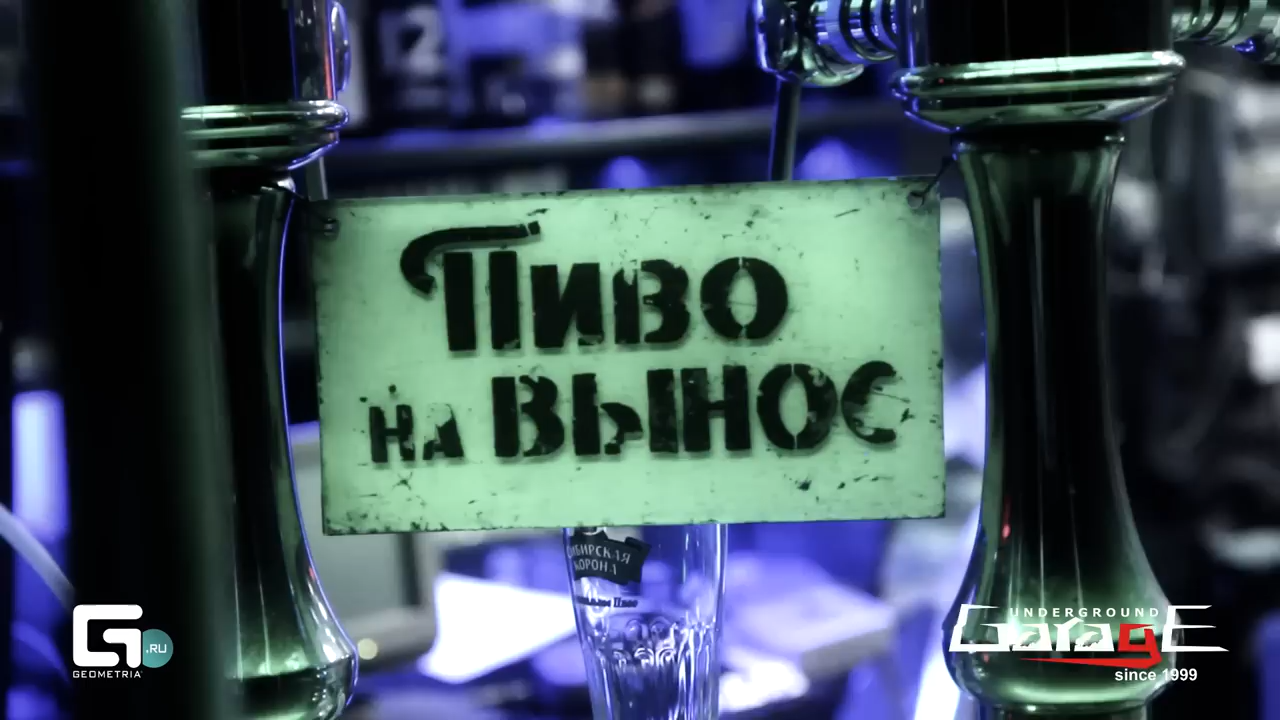 Пиво
на ВЫНОС
СИБИРСКАЯ
КОРОНА
.RU
GEOMETRIA
UNDERGROUND
GaragE
since 1999